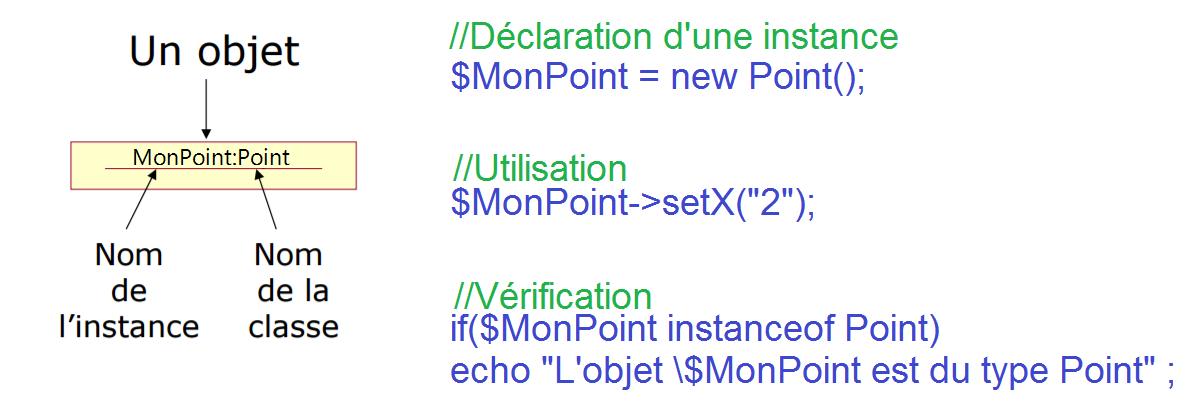 Un objet
MonPoint:Point
Nom
de
l’instance
Nom
de la
classe
//Déclaration d'une instance
$MonPoint = new Point();
//Utilisation
$MonPoint->setX("2");
//Vérification
if($MonPoint instanceof Point)
echo "L'objet \$MonPoint est du type Point" ;